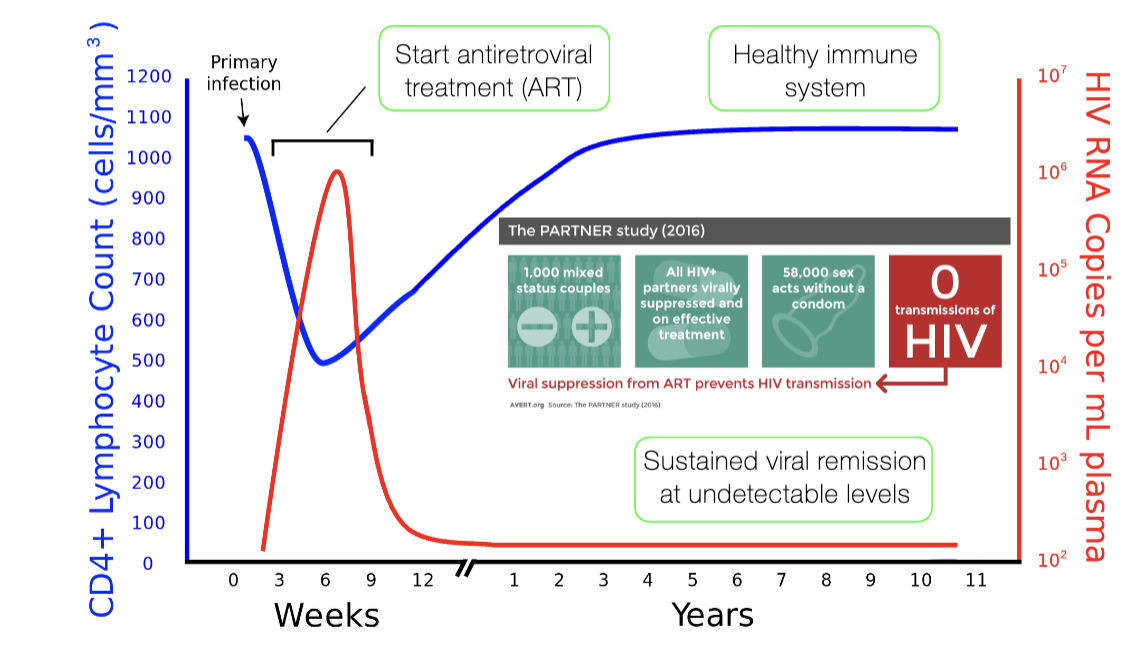 CD4+ Lymphocyte Count (cells/mm³)
1200
1100
1000
900
800
700
600
500
400
300
200
100
0
Primary
infection
Start antiretroviral
treatment (ART)
Healthy immune
system
The PARTNER study (2016)
1,000 mixed
status couples
All HIV+
partners virally
suppressed and
on effective
treatment
58,000 sex
acts without a
condom
0
transmissions of
HIV
Viral suppression from ART prevents HIV transmission
AVERT.org Source: The PARTNER study (2016)
Sustained viral remission
at undetectable levels
10⁷
10⁶
10⁵
10⁴
10³
10²
HIV RNA Copies per mL plasma
0 3 6 9 12 1 2 3 4 5 6 7 8 9 10 11
Weeks Years